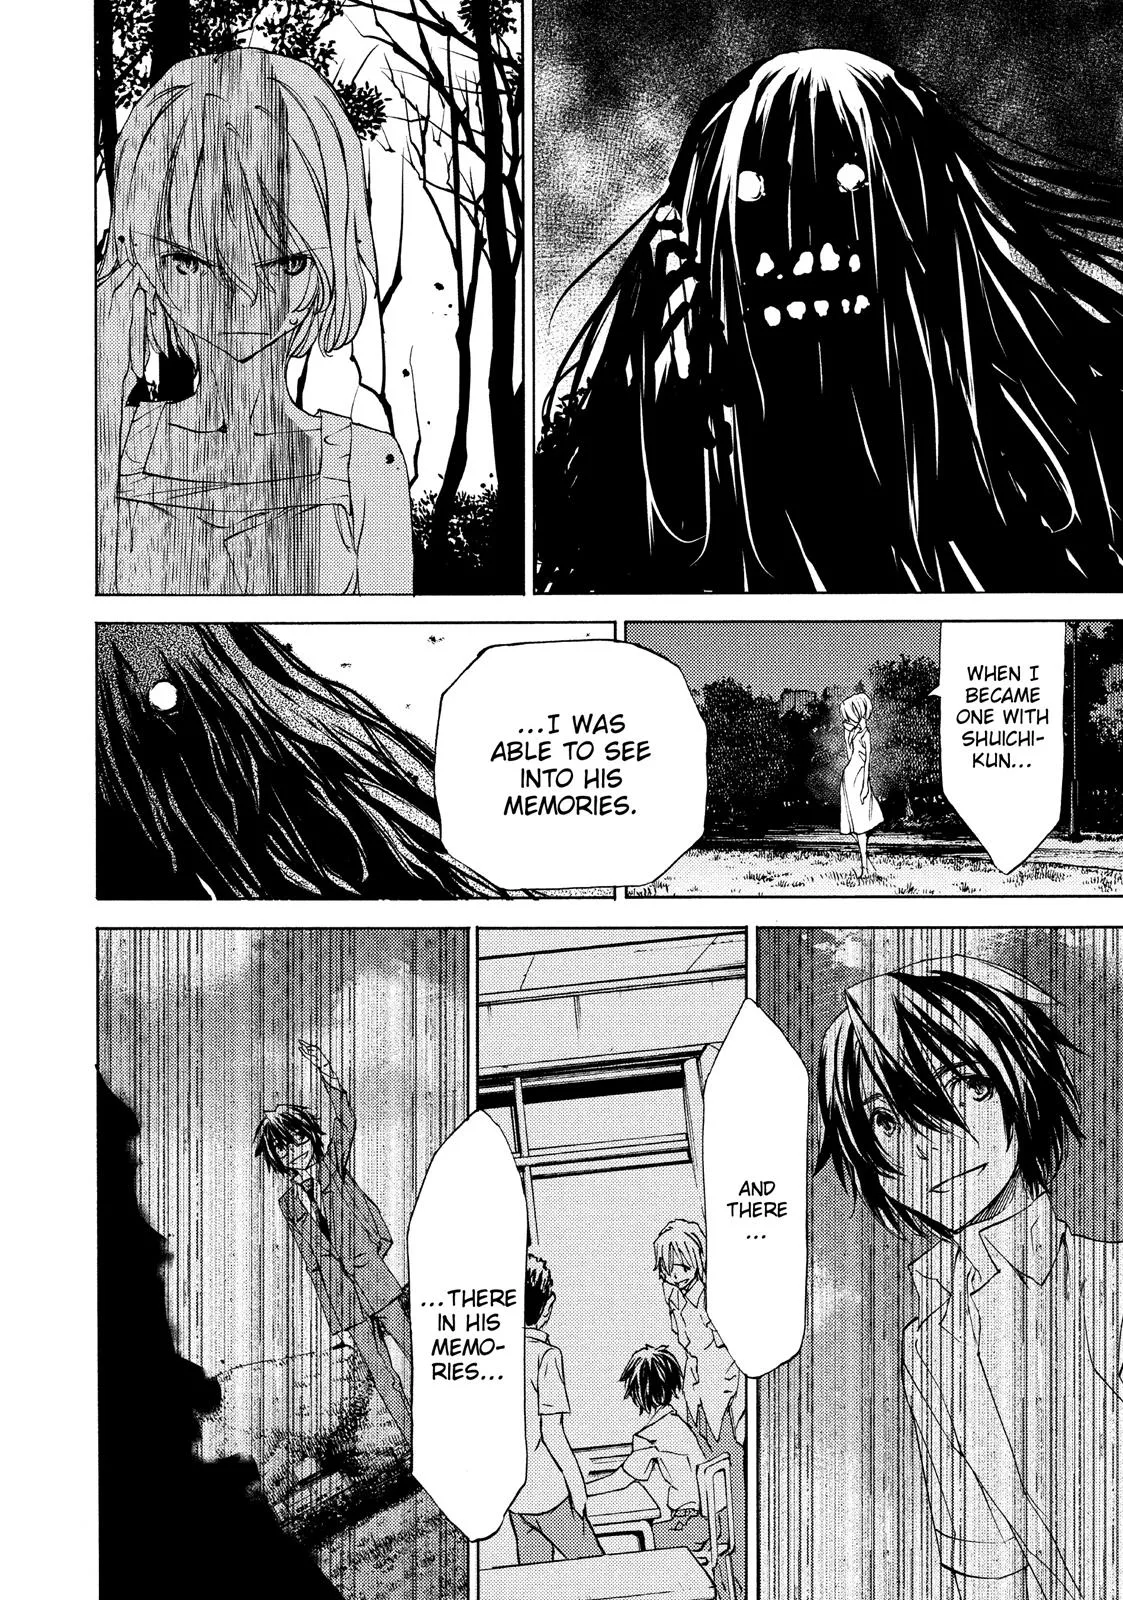 WHEN I
BECAME
ONE WITH
SHUICHI-
KUN...
...I WAS
ABLE TO SEE
INTO HIS
MEMORIES.
AND
THERE
...
...THERE
IN HIS
MEMO-
RIES...